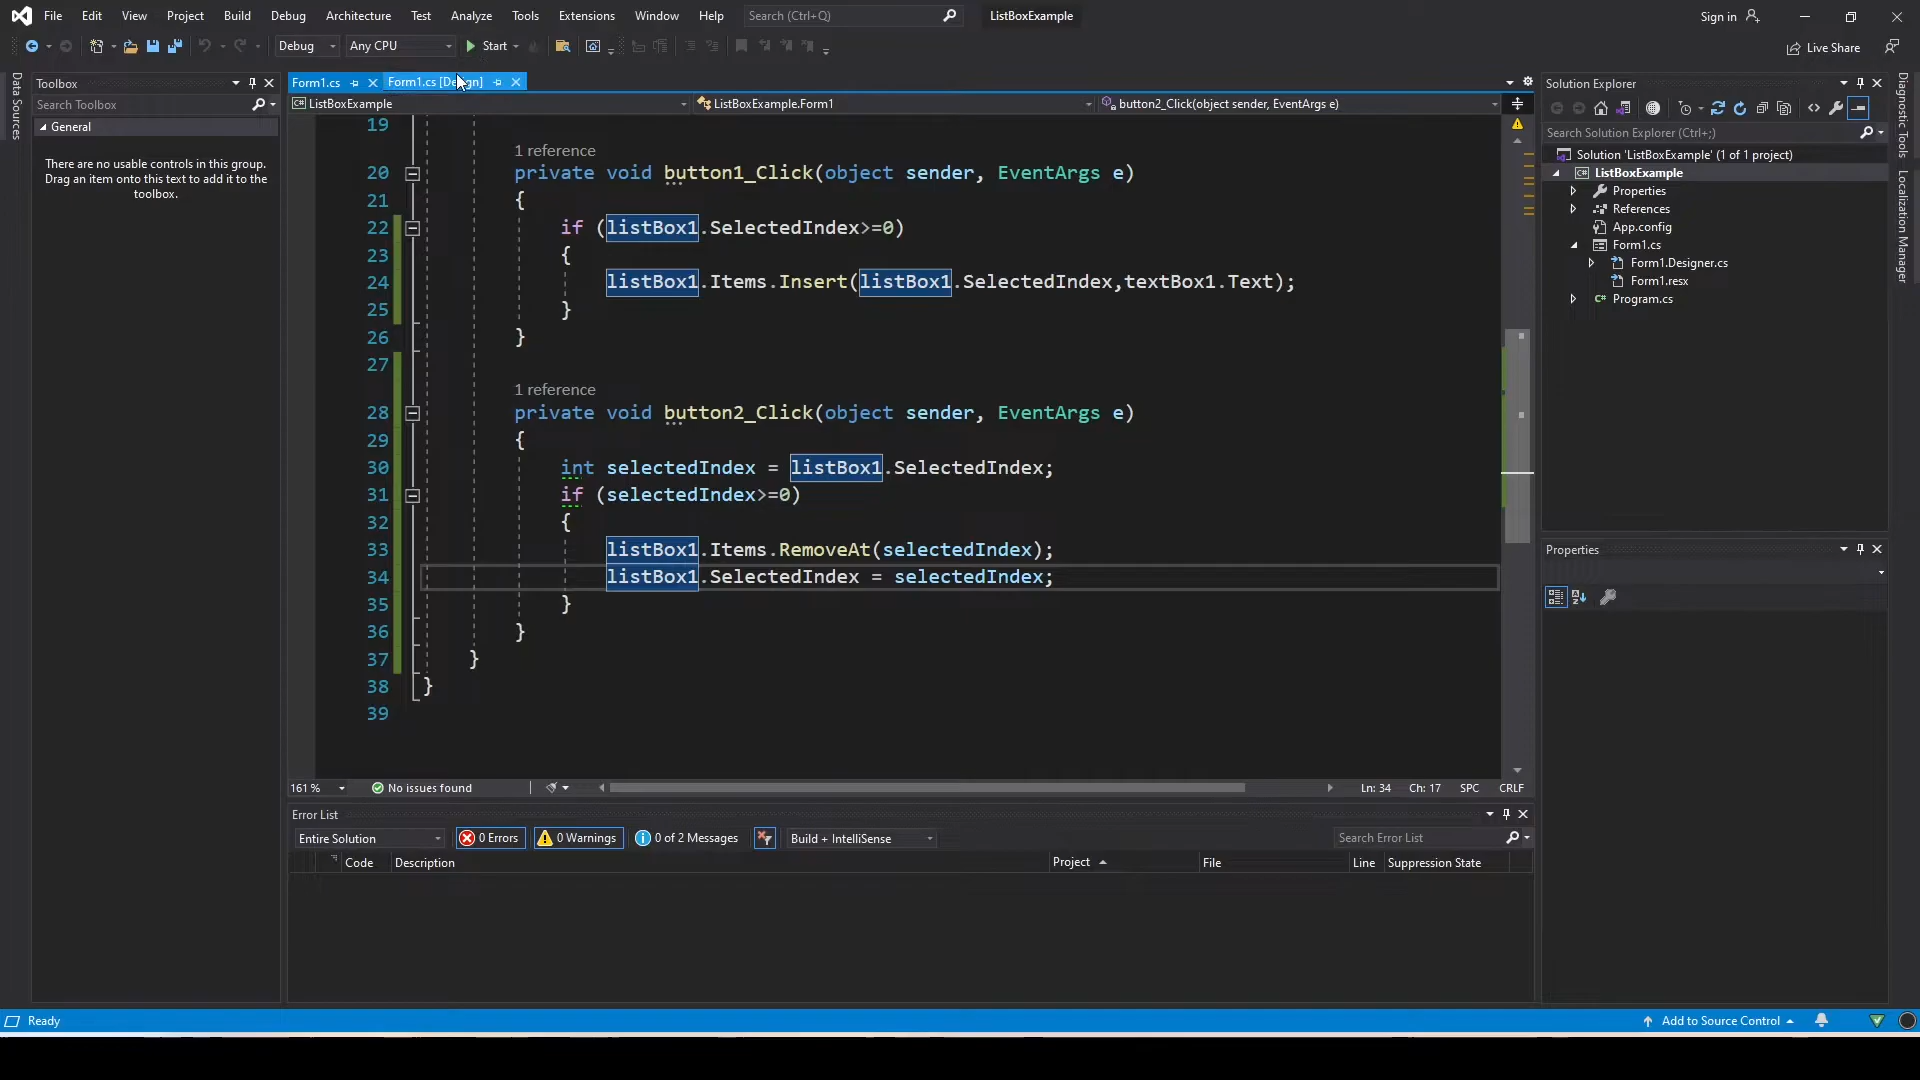 File Edit View Project Build Debug Architecture Test Analyze Tools Extensions Window Help Search (Ctrl+Q) ListBoxExample Sign in
Debug Any CPU Start Live Share
Data Sources
Toolbox
Search Toolbox
General
There are no usable controls in this group.
Drag an item onto this text to add it to the
toolbox.
Form1.cs Form1.cs [Design]
ListBoxExample ListBoxExample.Form1 button2_Click(object sender, EventArgs e)
19
1 reference
20 private void button1_Click(object sender, EventArgs e)
21 {
22 if (listBox1.SelectedIndex>=0)
23 {
24 listBox1.Items.Insert(listBox1.SelectedIndex,textBox1.Text);
25 }
26 }
27
1 reference
28 private void button2_Click(object sender, EventArgs e)
29 {
30 int selectedIndex = listBox1.SelectedIndex;
31 if (selectedIndex>=0)
32 {
33 listBox1.Items.RemoveAt(selectedIndex);
34 listBox1.SelectedIndex = selectedIndex;
35 }
36 }
37 }
38 }
39
161 % No issues found Ln: 34 Ch: 17 SPC CRLF
Error List
Entire Solution 0 Errors 0 Warnings 0 of 2 Messages Build + IntelliSense Search Error List
Code Description Project File Line Suppression State
Solution Explorer
Search Solution Explorer (Ctrl+;)
Solution 'ListBoxExample' (1 of 1 project)
ListBoxExample
Properties
References
App.config
Form1.cs
Form1.Designer.cs
Form1.resx
Program.cs
Properties
Diagnostic Tools
Localization Manager
Ready Add to Source Control